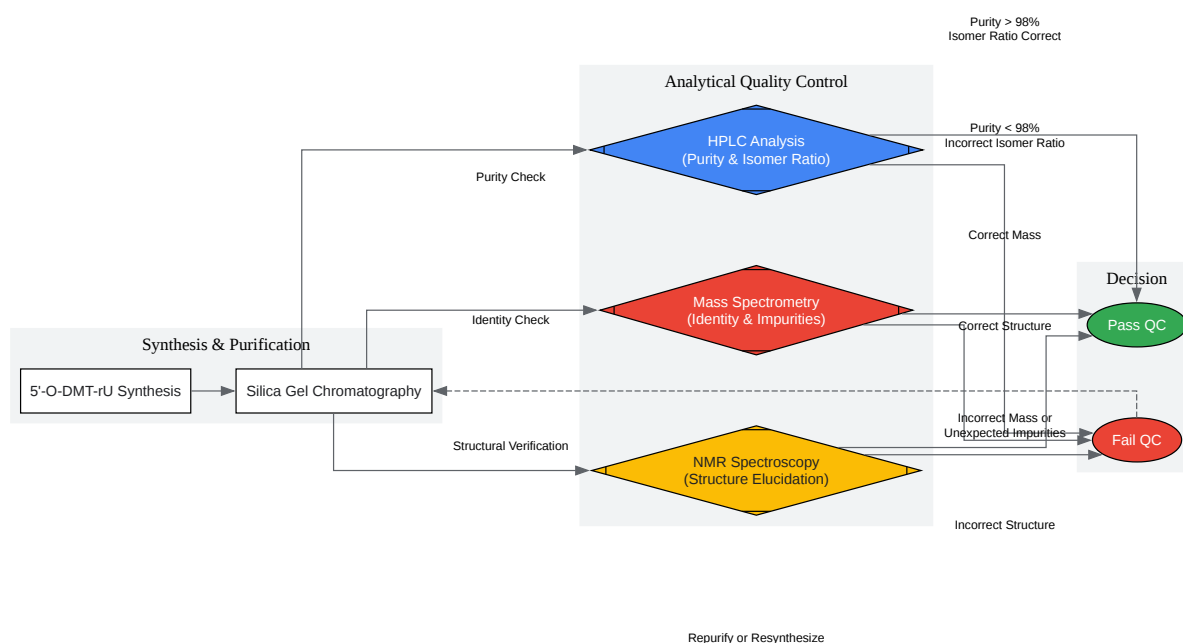 Purity > 98%
Isomer Ratio Correct
Analytical Quality Control
HPLC Analysis
(Purity & Isomer Ratio)
Purity < 98%
Incorrect Isomer Ratio
Purity Check
Correct Mass
Decision
Mass Spectrometry
(Identity & Impurities)
Identity Check
Correct Structure
Pass QC
Synthesis & Purification
5'-O-DMT-rU Synthesis
Silica Gel Chromatography
Incorrect Mass or
Unexpected Impurities
Fail QC
Structural Verification
NMR Spectroscopy
(Structure Elucidation)
Incorrect Structure
Repurify or Resynthesize